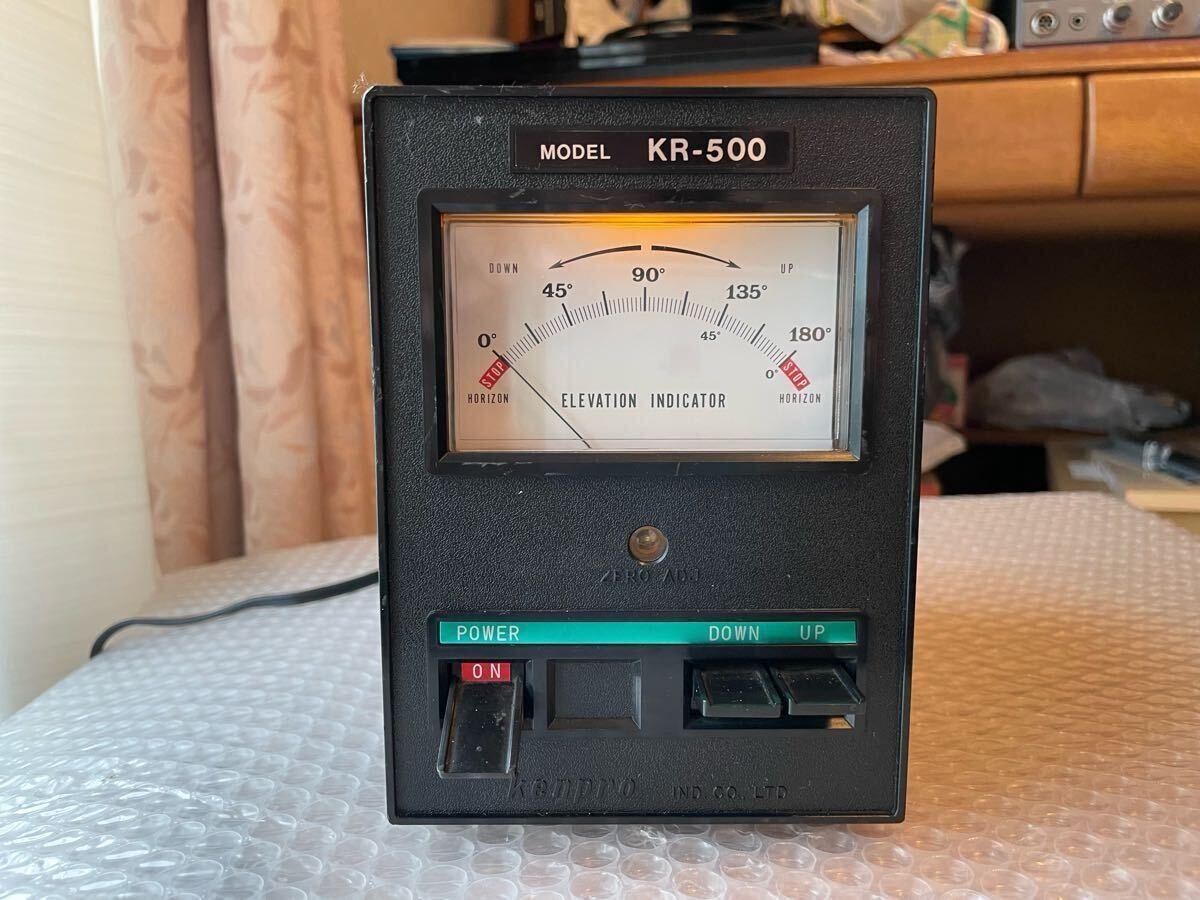 MODEL KR-500
DOWN UP
90°
45° 135°
45°
0° 180°
0°
STOP STOP
HORIZON HORIZON
ELEVATION INDICATOR
ZERO ADJ
POWER DOWN UP
ON
kenpro IND. CO., LTD